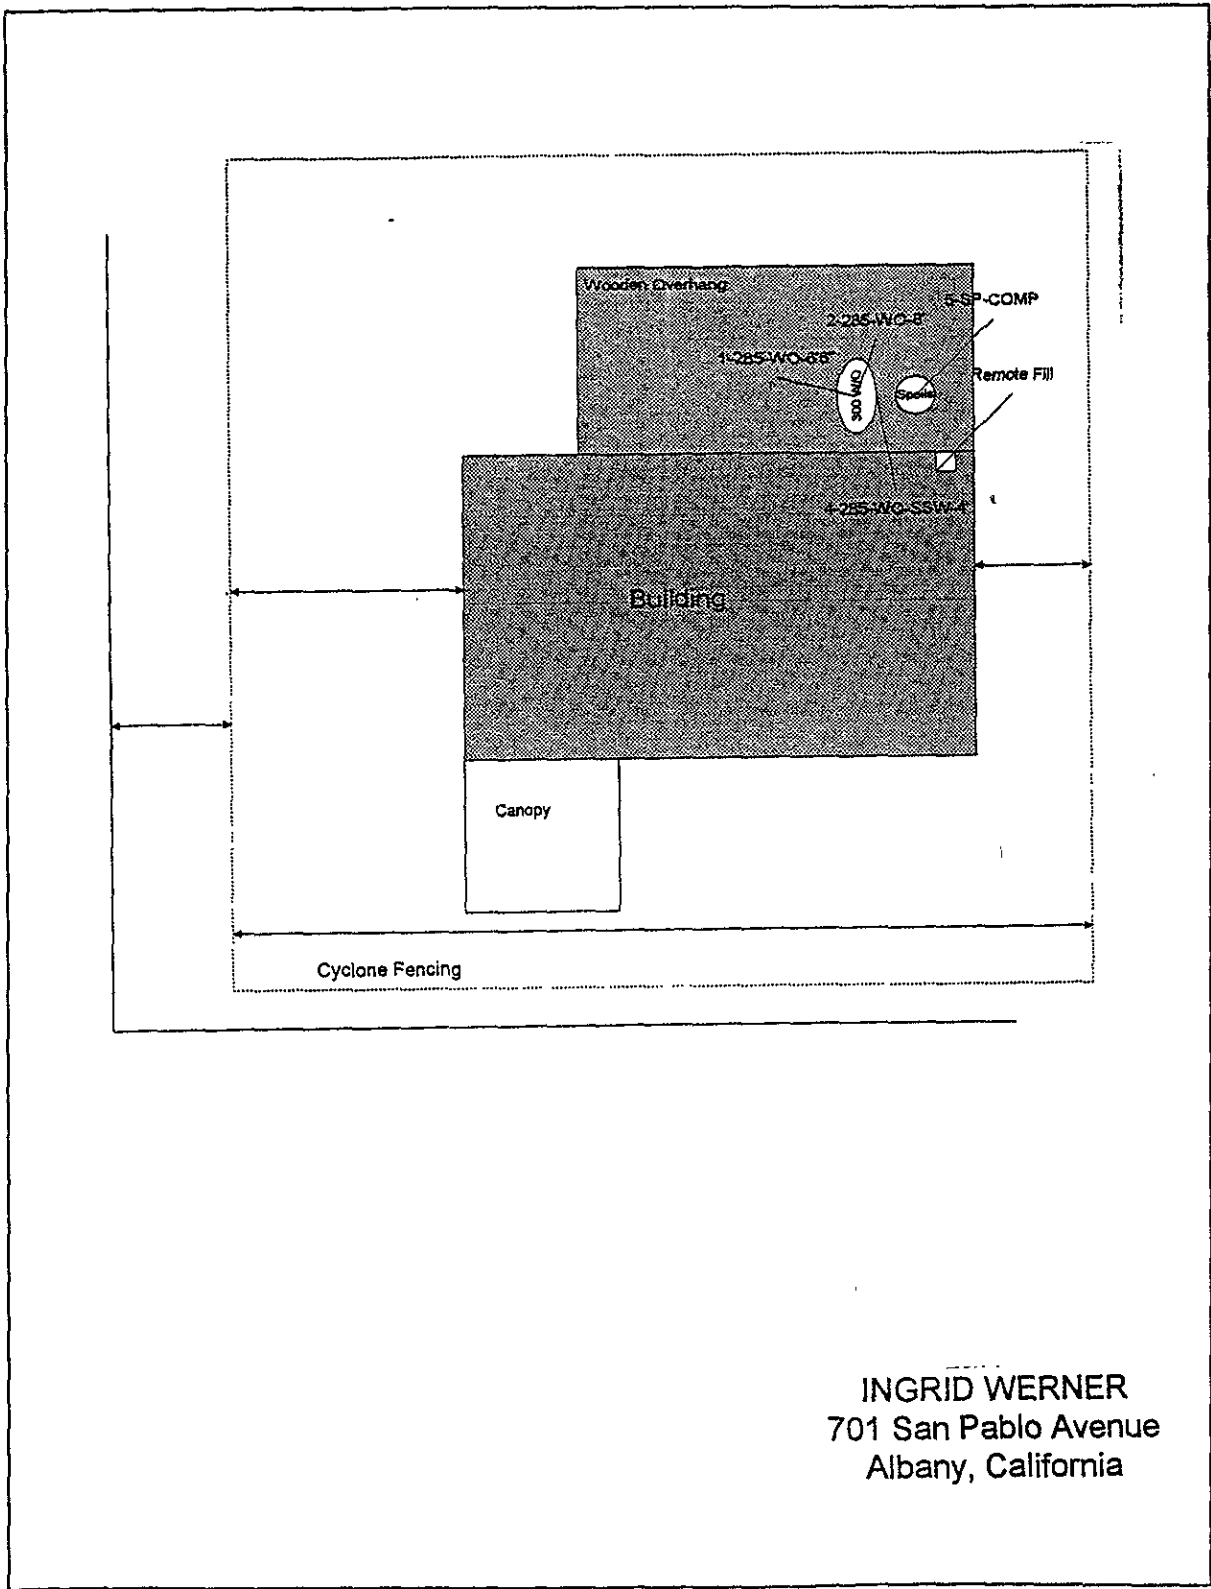 Wooden Overhang
5-SP-COMP
2-285-WO-8'
1-285-WO-6'6"
Remote Fill
300 W/O
Spoils
4-285-WO-SSW-4'
Building
Canopy
Cyclone Fencing
INGRID WERNER
701 San Pablo Avenue
Albany, California